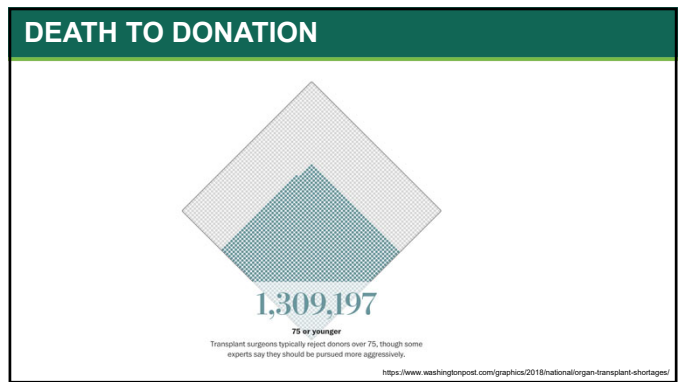 DEATH TO DONATION
1,309,197
75 or younger
Transplant surgeons typically reject donors over 75, though some
experts say they should be pursued more aggressively.
https://www.washingtonpost.com/graphics/2018/national/organ-transplant-shortages/